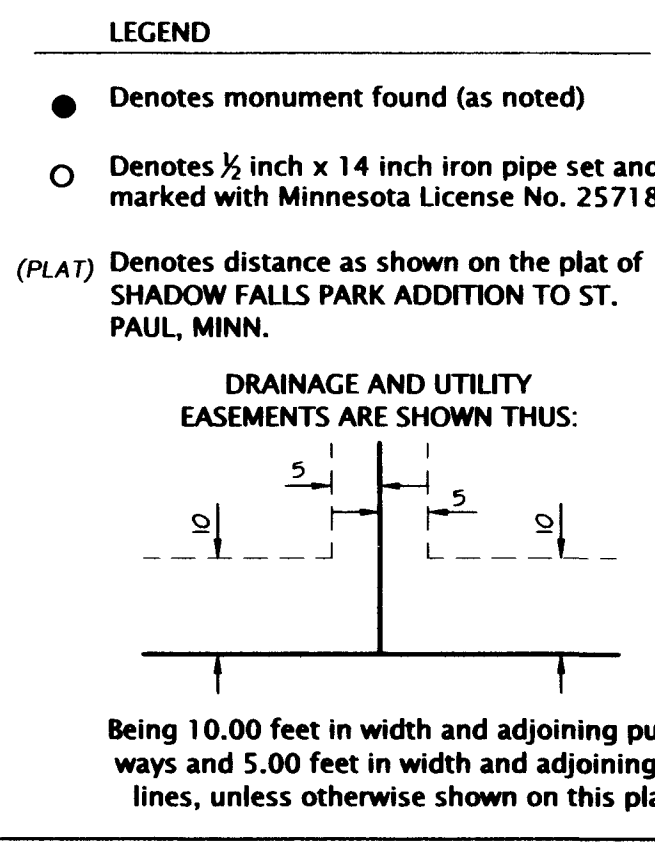 LEGEND
Denotes monument found (as noted)
Denotes ½ inch x 14 inch iron pipe set and
marked with Minnesota License No. 25718
(PLAT) Denotes distance as shown on the plat of
SHADOW FALLS PARK ADDITION TO ST.
PAUL, MINN.
DRAINAGE AND UTILITY
EASEMENTS ARE SHOWN THUS:
5
5
10
10
Being 10.00 feet in width and adjoining pu
ways and 5.00 feet in width and adjoining
lines, unless otherwise shown on this pla